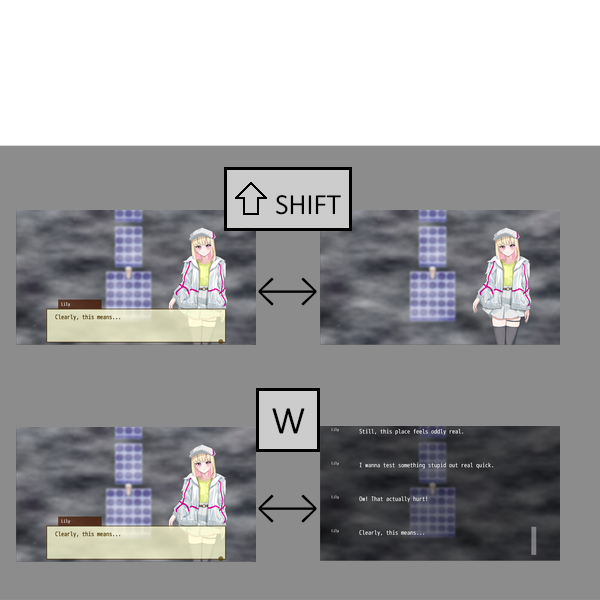 SHIFT
Lily
Clearly, this means...
W
Lily
Clearly, this means...
Lily Still, this place feels oddly real.
Lily I wanna test something stupid out real quick.
Lily Ow! That actually hurt!
Lily Clearly, this means...